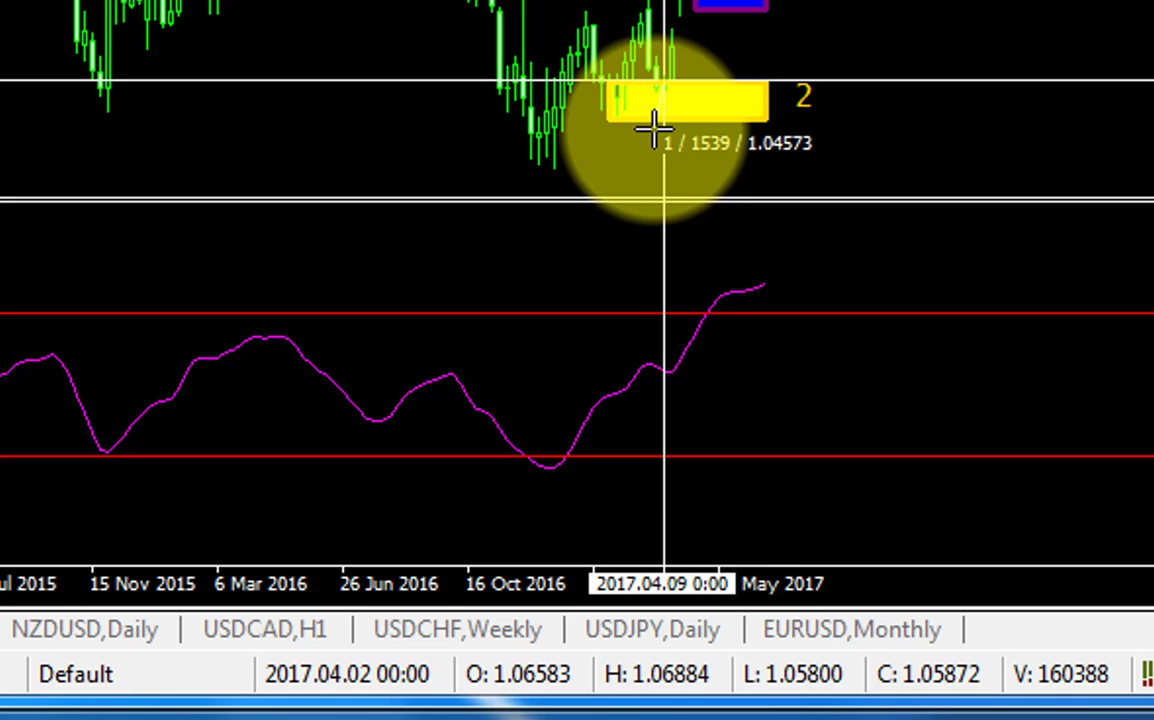 2
1 / 1539 / 1.04573
ul 2015 15 Nov 2015 6 Mar 2016 26 Jun 2016 16 Oct 2016 2017.04.09 0:00 May 2017
NZDUSD,Daily | USDCAD,H1 | USDCHF,Weekly | USDJPY,Daily | EURUSD,Monthly |
Default 2017.04.02 00:00 O: 1.06583 H: 1.06884 L: 1.05800 C: 1.05872 V: 160388